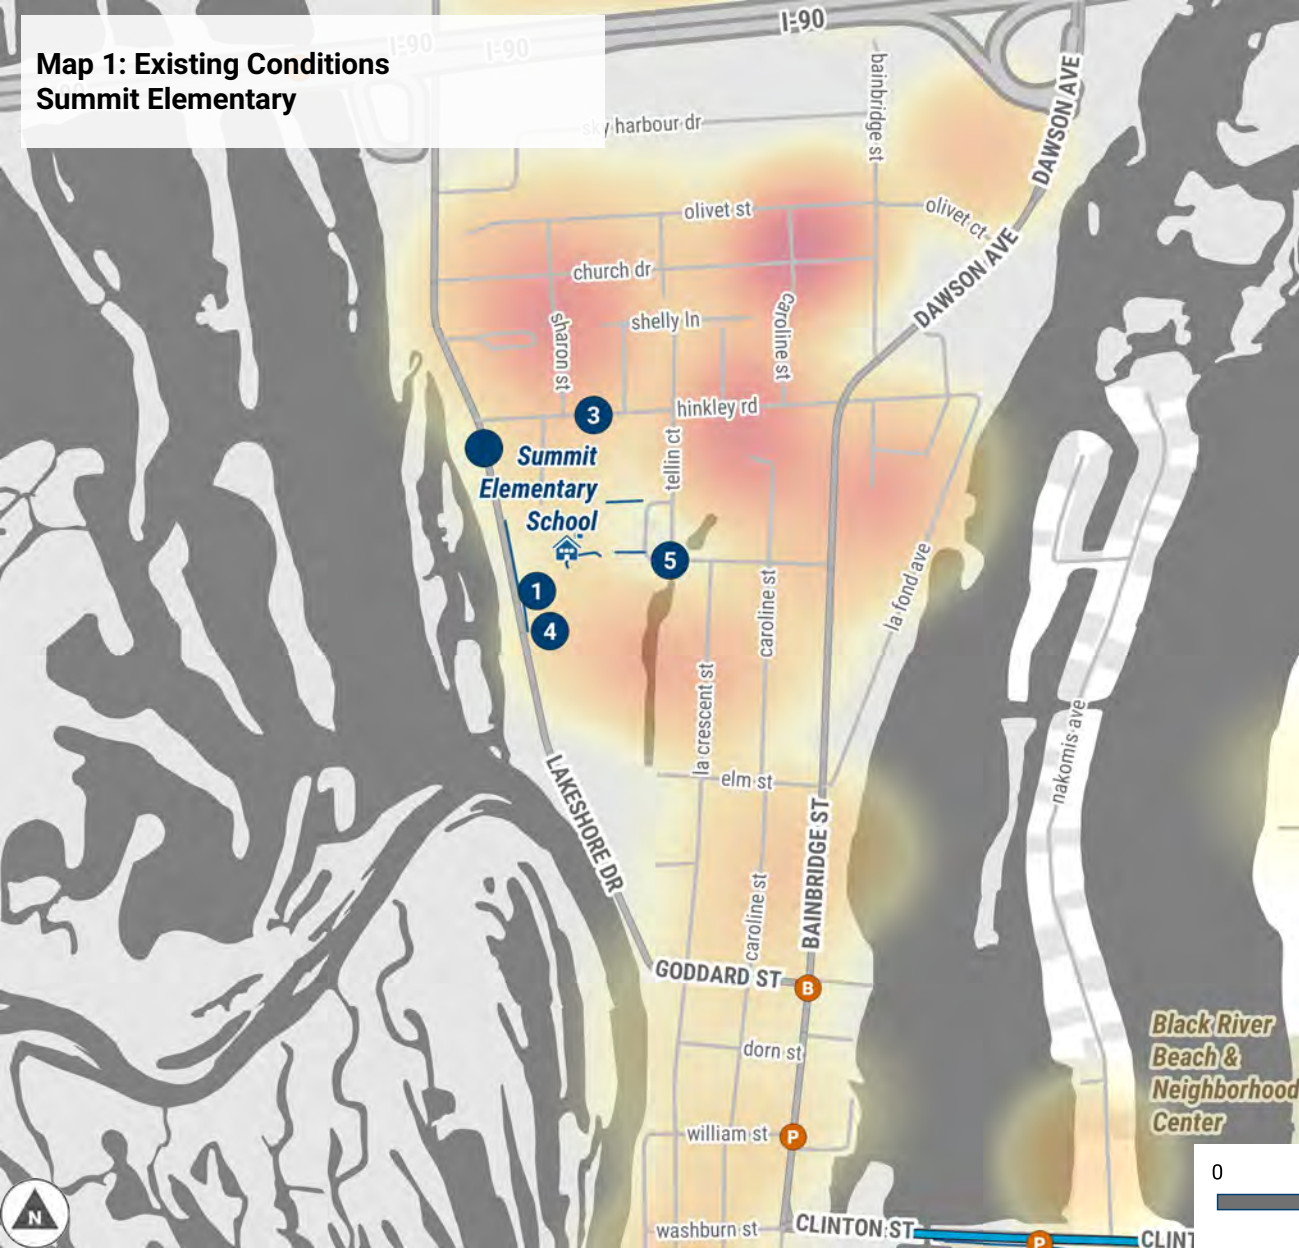 Map 1: Existing Conditions
Summit Elementary
I-90
I-90
I-90
bainbridge st
DAWSON AVE
sky harbour dr
olivet st
olivet ct
DAWSON AVE
church dr
sharon st
shelly ln
caroline st
hinkley rd
3
tellin ct
Summit
Elementary
School
5
1
4
la fond ave
caroline st
la crescent st
elm st
nakomis ave
LAKESHORE DR
BAINBRIDGE ST
caroline st
GODDARD ST
B
dorn st
Black River
Beach &
Neighborhood
Center
william st
P
0
N
washburn st
CLINTON ST
P
CLINT